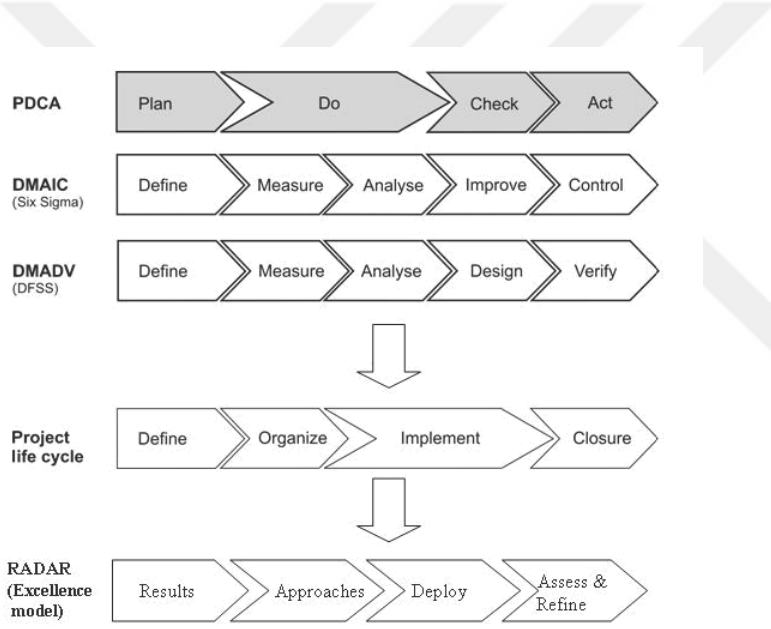 PDCA Plan Do Check Act
DMAIC Define Measure Analyse Improve Control
(Six Sigma)
DMADV Define Measure Analyse Design Verify
(DFSS)
Project
life cycle
Define Organize Implement Closure
RADAR
(Excellence
model)
Results Approaches Deploy
Assess &
Refine